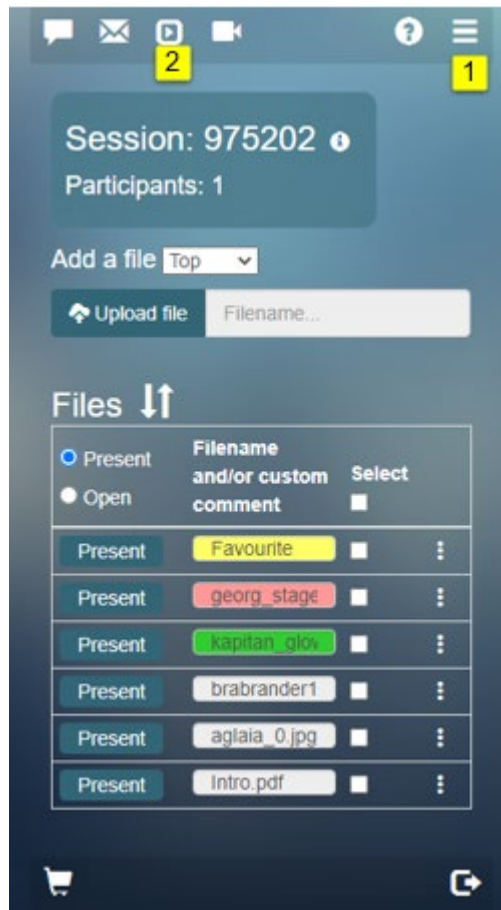 2
1
Session: 975202
Participants: 1
Add a file Top
Upload file Filename...
Files
Present
Open
Filename
and/or custom
comment
Select
Present Favourite
Present georg_stage
Present kapitan_glov
Present brabrander1
Present aglaia_0.jpg
Present Intro.pdf